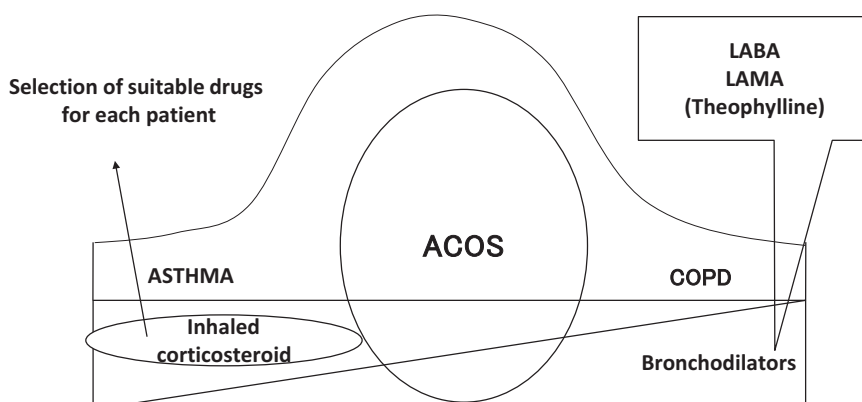 Selection of suitable drugs
for each patient
LABA
LAMA
(Theophylline)
ACOS
ASTHMA
COPD
Inhaled
corticosteroid
Bronchodilators